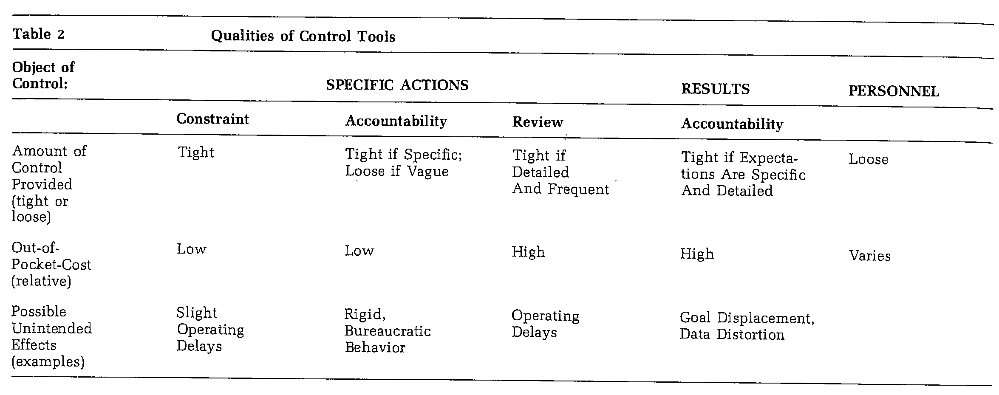 Table 2 Qualities of Control Tools
Object of
Control: SPECIFIC ACTIONS RESULTS PERSONNEL
Constraint Accountability Review Accountability
Amount of
Control
Provided
(tight or
loose)
Tight
Tight if Specific;
Loose if Vague
Tight if
Detailed
And Frequent
Tight if Expecta-
tions Are Specific
And Detailed
Loose
Out-of-
Pocket-Cost
(relative)
Low
Low
High
High
Varies
Possible
Unintended
Effects
(examples)
Slight
Operating
Delays
Rigid,
Bureaucratic
Behavior
Operating
Delays
Goal Displacement,
Data Distortion